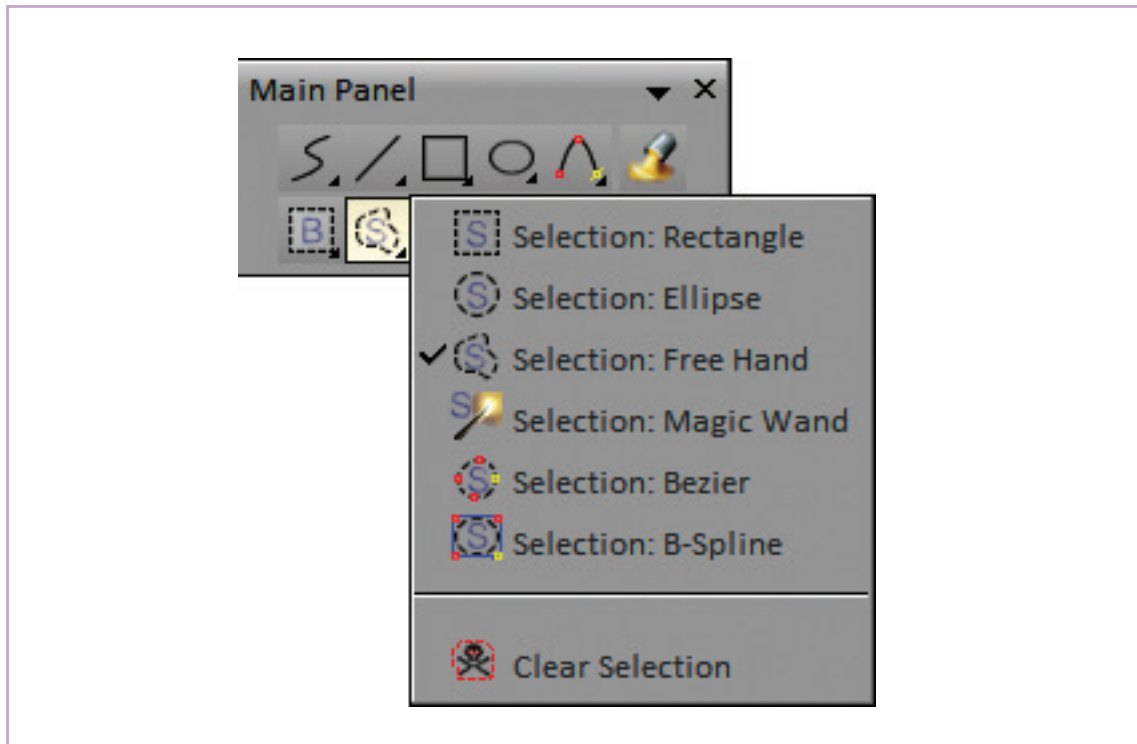 Main Panel
B
S
S Selection: Rectangle
S Selection: Ellipse
S Selection: Free Hand
S Selection: Magic Wand
S Selection: Bezier
S Selection: B-Spline
Clear Selection